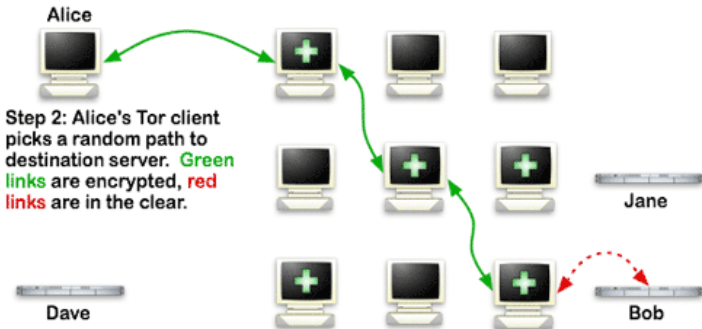 Alice
Step 2: Alice's Tor client
picks a random path to
destination server. Green
links are encrypted, red
links are in the clear.
Jane
Dave
Bob